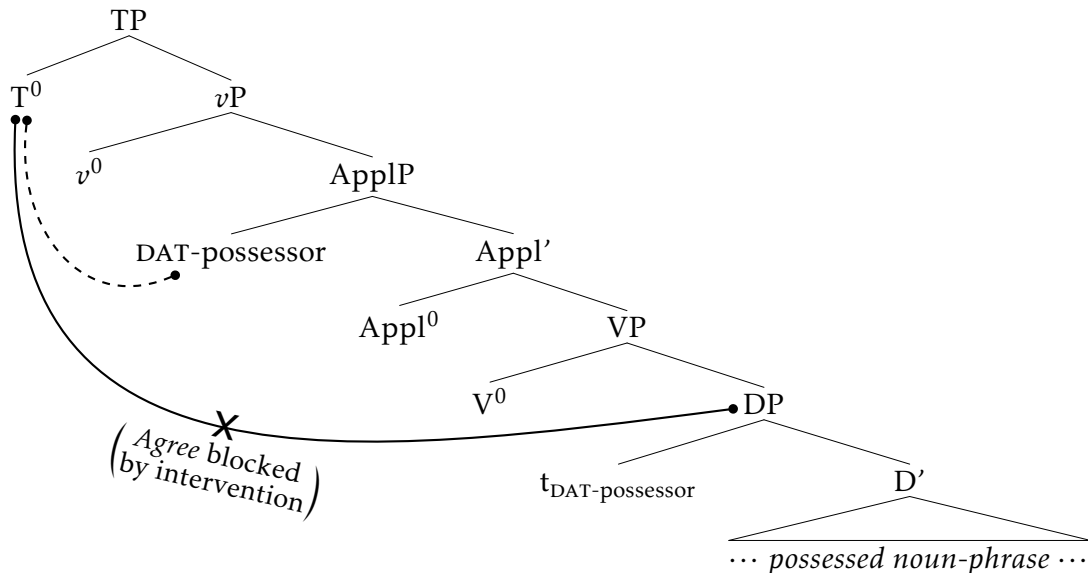 TP
T⁰ vP
v⁰ ApplP
DAT-possessor Appl’
Appl⁰ VP
V⁰ DP
X
(Agree blocked
by intervention)
t_DAT-possessor D’
··· possessed noun-phrase ···